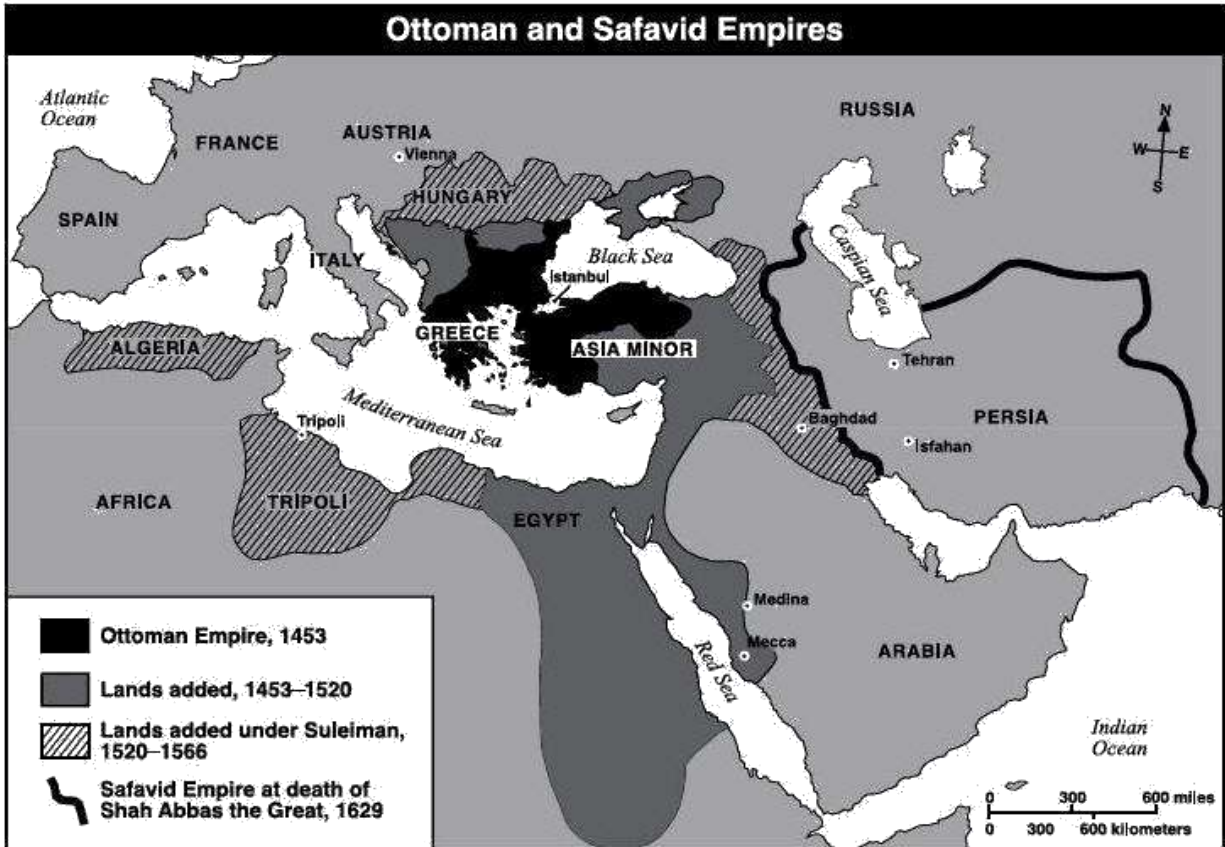 Ottoman and Safavid Empires
Atlantic
Ocean
RUSSIA
N
W
E
S
FRANCE
AUSTRIA
Vienna
HUNGARY
SPAIN
ITALY
Black Sea
Caspian Sea
Istanbul
GREECE
ASIA MINOR
ALGERIA
Tehran
Mediterranean Sea
Tripoli
Baghdad
PERSIA
Isfahan
AFRICA
TRIPOLI
EGYPT
Medina
Mecca
Red Sea
ARABIA
Indian
Ocean
Ottoman Empire, 1453
Lands added, 1453–1520
Lands added under Suleiman,
1520–1566
Safavid Empire at death of
Shah Abbas the Great, 1629
0 300 600 miles
0 300 600 kilometers